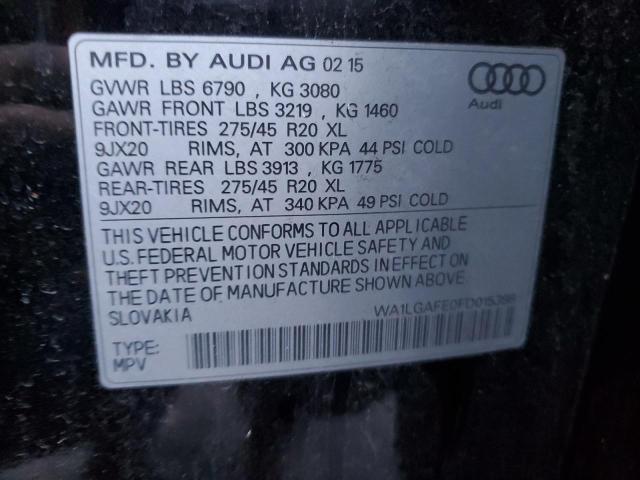 MFD. BY AUDI AG 02 15
GVWR LBS 6790 , KG 3080
GAWR FRONT LBS 3219 , KG 1460
FRONT-TIRES 275/45 R20 XL
9JX20 RIMS, AT 300 KPA 44 PSI COLD
GAWR REAR LBS 3913 , KG 1775
REAR-TIRES 275/45 R20 XL
9JX20 RIMS, AT 340 KPA 49 PSI COLD
Audi
THIS VEHICLE CONFORMS TO ALL APPLICABLE
U.S. FEDERAL MOTOR VEHICLE SAFETY AND
THEFT PREVENTION STANDARDS IN EFFECT ON
THE DATE OF MANUFACTURE SHOWN ABOVE.
SLOVAKIA
WA1LGAFE0FD015398
TYPE:
MPV